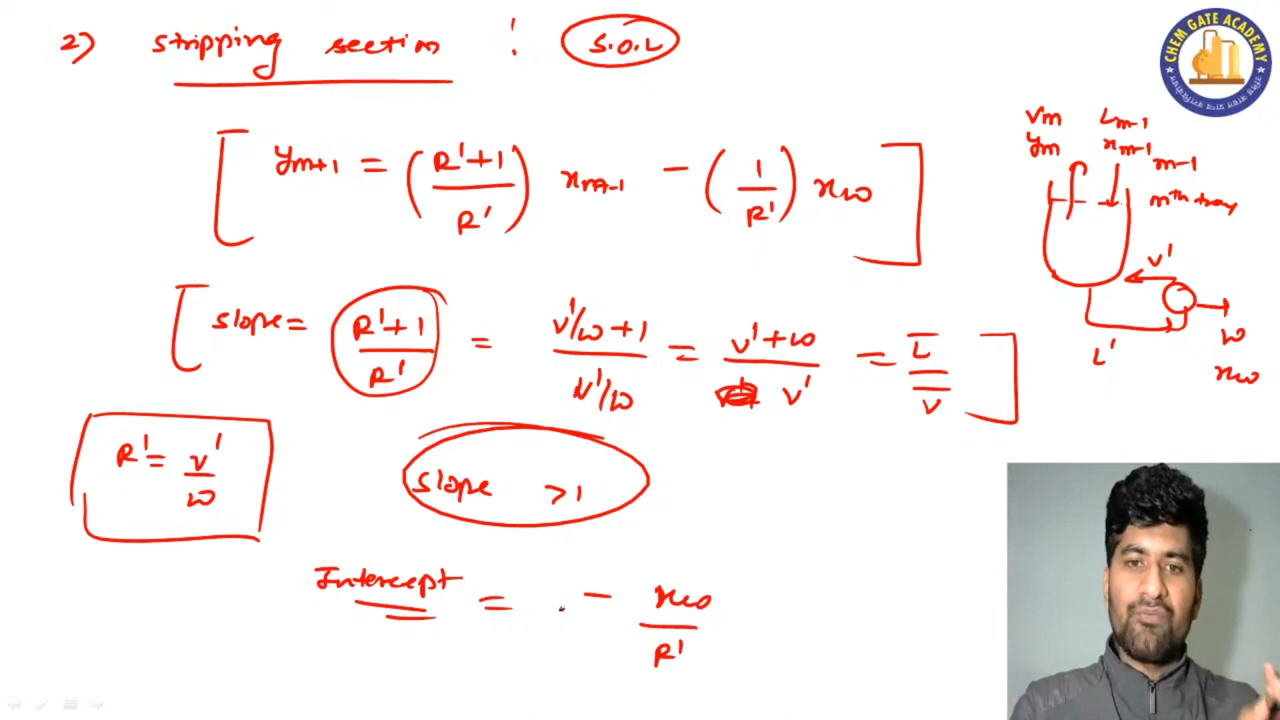 2) stripping section : S.O.L
CHEM GATE ACADEMY
Vm Lm-1
ym xm-1
m-1
mth tray
ym+1 = (R'+1 / R') xm-1 - (1 / R') xw
V'
L'
w
xw
slope = R'+1 / R' = V'/w + 1 / V'/w = V'+w / V' = L / V
R' = V' / w
slope >1
Intercept = - xw / R'